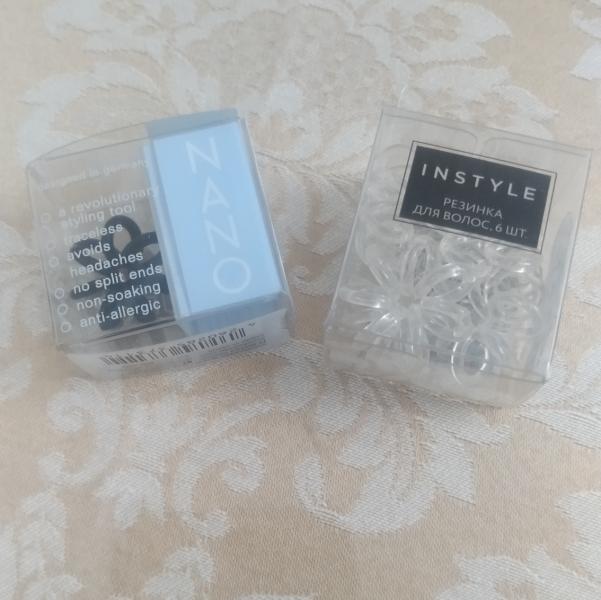 designed in germany
a revolutionary
styling tool
traceless
avoids
headaches
no split ends
non-soaking
anti-allergic
NANO
INSTYLE
РЕЗИНКА
ДЛЯ ВОЛОС, 6 ШТ.